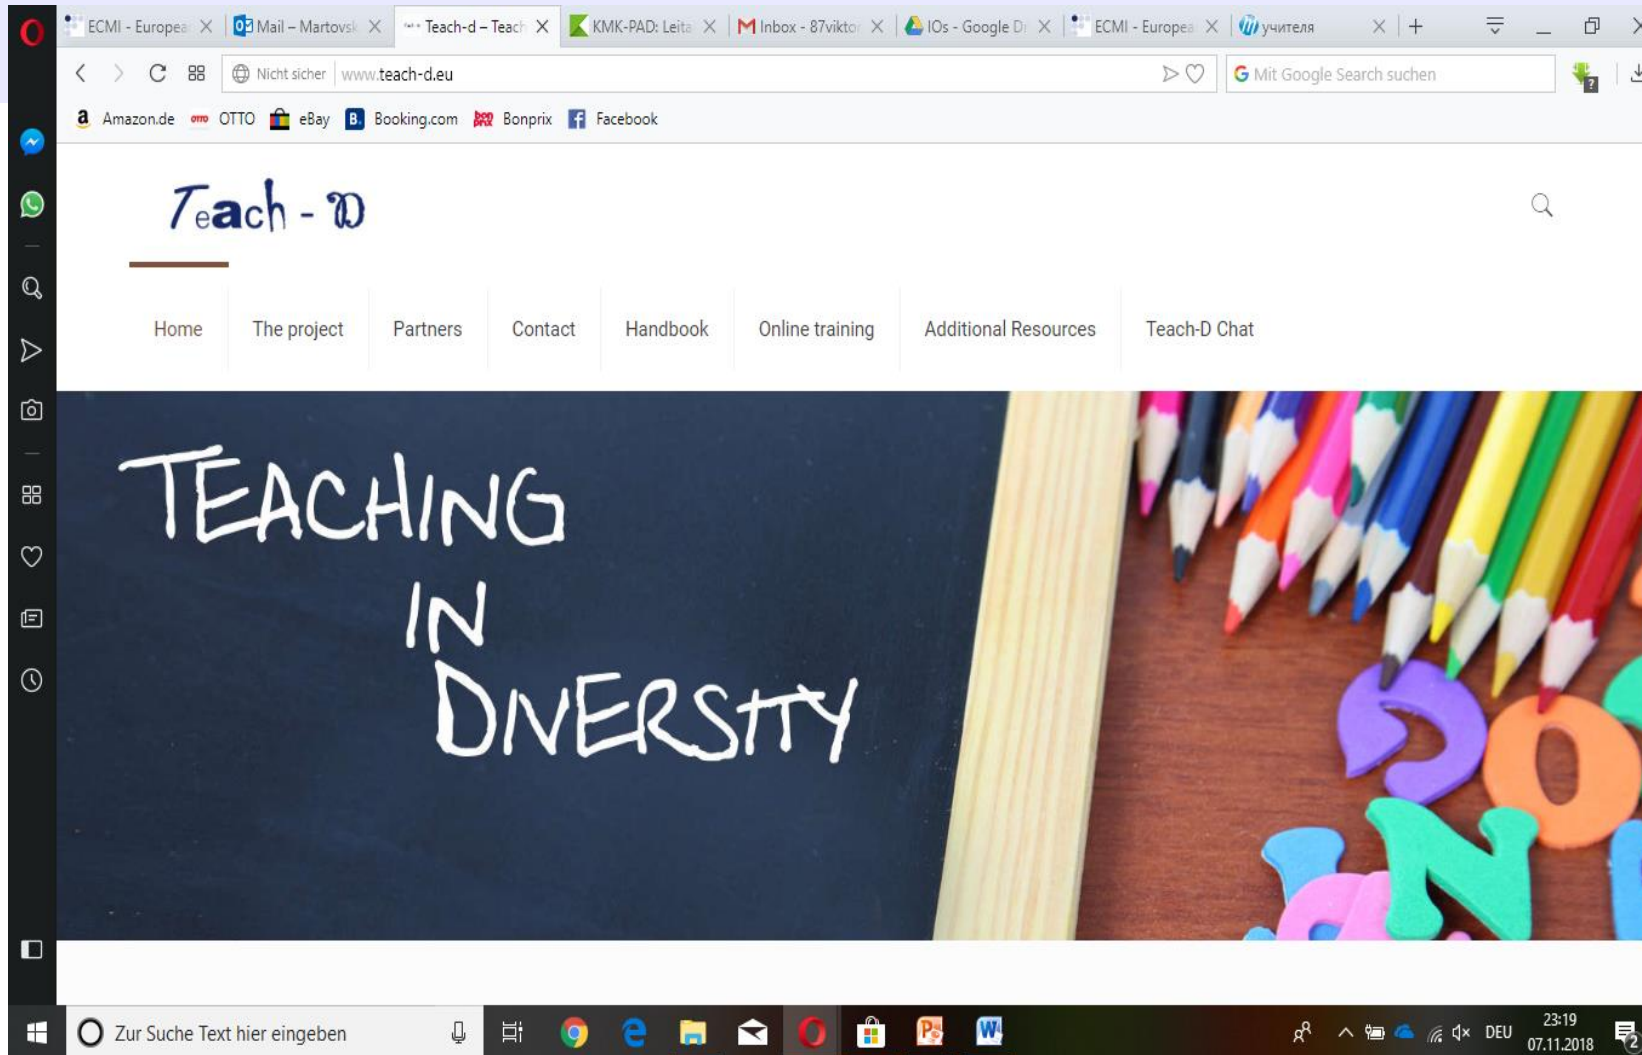 ECMI - Europea
Mail – Martovsk
Teach-d – Teach
KMK-PAD: Leita
Inbox - 87viktor
IOs - Google Dr
ECMI - Europea
учителя
Nicht sicher www.teach-d.eu
Mit Google Search suchen
Amazon.de OTTO eBay Booking.com Bonprix Facebook
Teach - D
Home The project Partners Contact Handbook Online training Additional Resources Teach-D Chat
TEACHING
IN
DIVERSITY
Zur Suche Text hier eingeben
DEU
23:19
07.11.2018
2